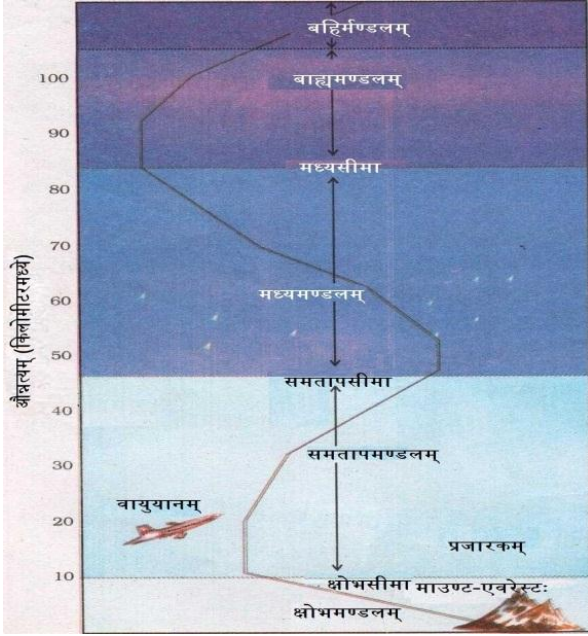 बहिर्मण्डलम्
100
बाह्यमण्डलम्
90
मध्यसीमा
80
70
मध्यमण्डलम्
60
50
समतापसीमा
40
समतापमण्डलम्
30
वायुयानम्
20
प्रजारकम्
10
क्षोभसीमा माउण्ट-एवरेस्टः
क्षोभमण्डलम्
औन्नत्यम् (किलोमीटरमध्ये)